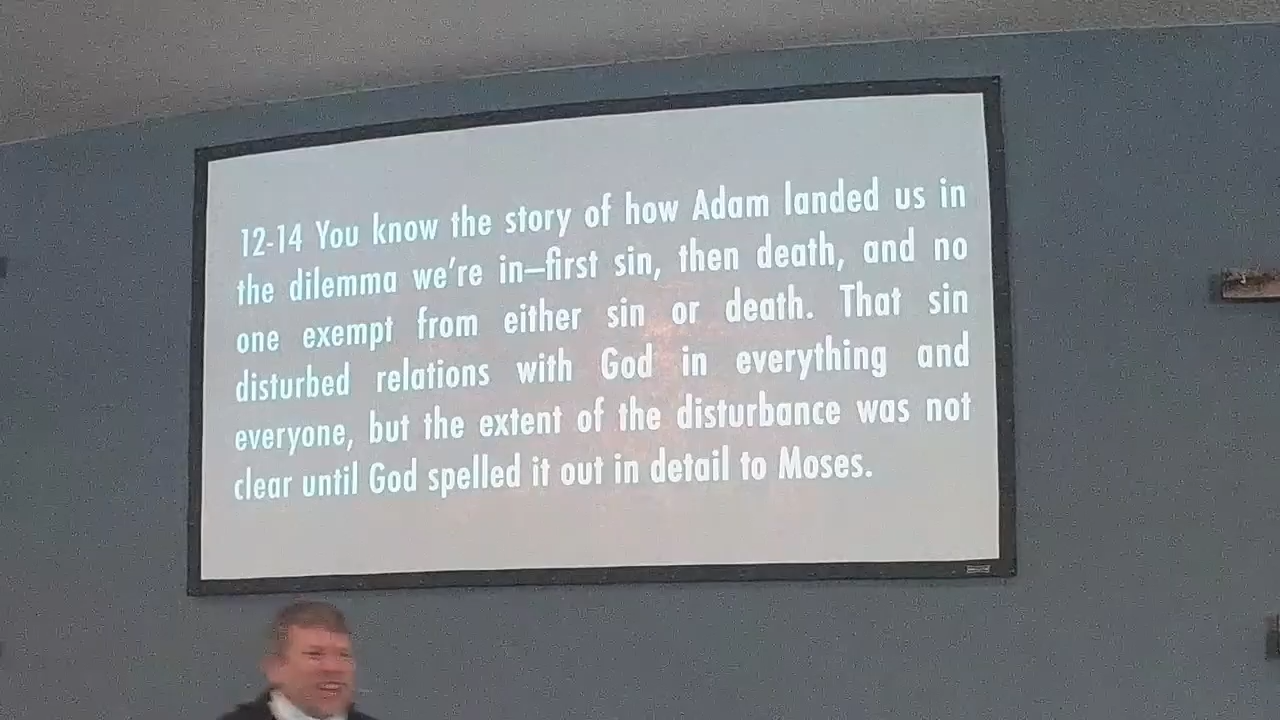 12-14 You know the story of how Adam landed us in
the dilemma we're in–first sin, then death, and no
one exempt from either sin or death. That sin
disturbed relations with God in everything and
everyone, but the extent of the disturbance was not
clear until God spelled it out in detail to Moses.